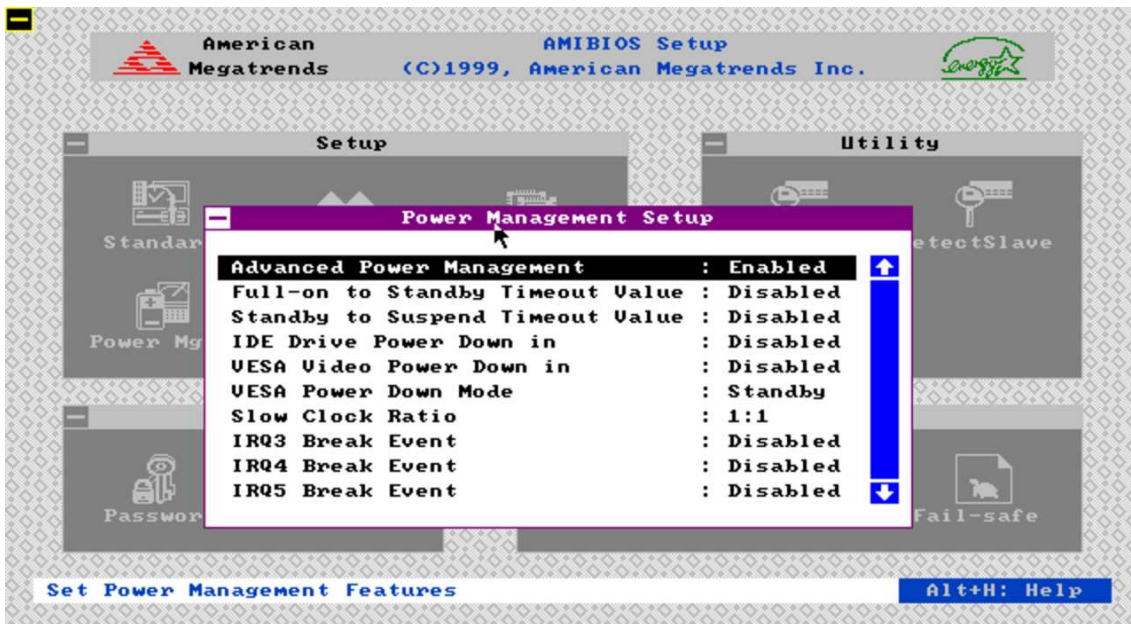 American
Megatrends
AMIBIOS Setup
(C)1999, American Megatrends Inc.
energy
Setup
Utility
Standar
etectSlave
Power Mg
Power Management Setup
Advanced Power Management : Enabled
Full-on to Standby Timeout Value : Disabled
Standby to Suspend Timeout Value : Disabled
IDE Drive Power Down in : Disabled
VESA Video Power Down in : Disabled
VESA Power Down Mode : Standby
Slow Clock Ratio : 1:1
IRQ3 Break Event : Disabled
IRQ4 Break Event : Disabled
IRQ5 Break Event : Disabled
Passwor
Fail-safe
Set Power Management Features
Alt+H: Help